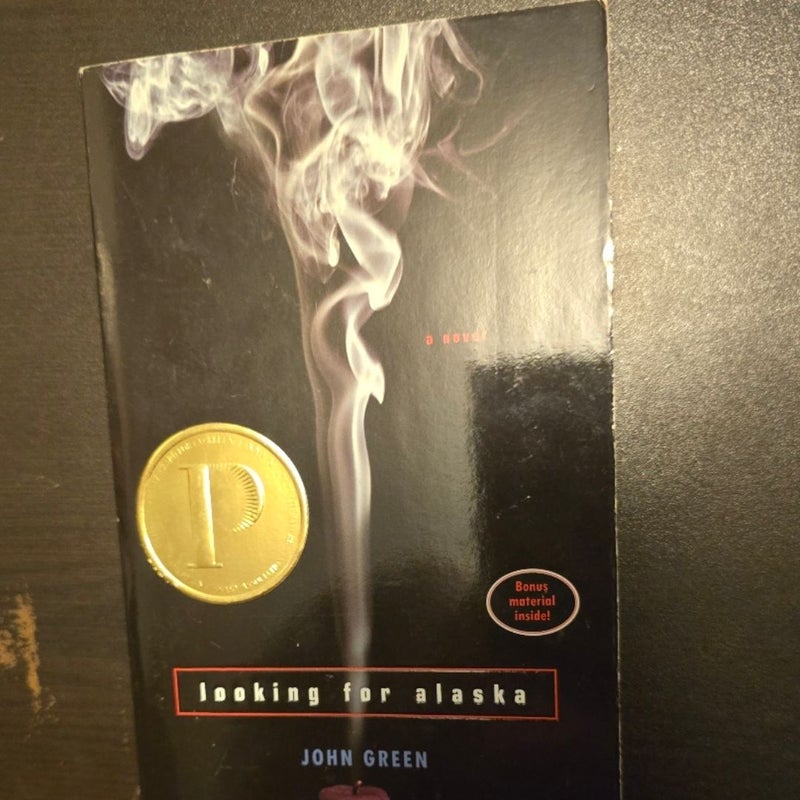 a novel
P
Bonus
material
inside!
looking for alaska
JOHN GREEN